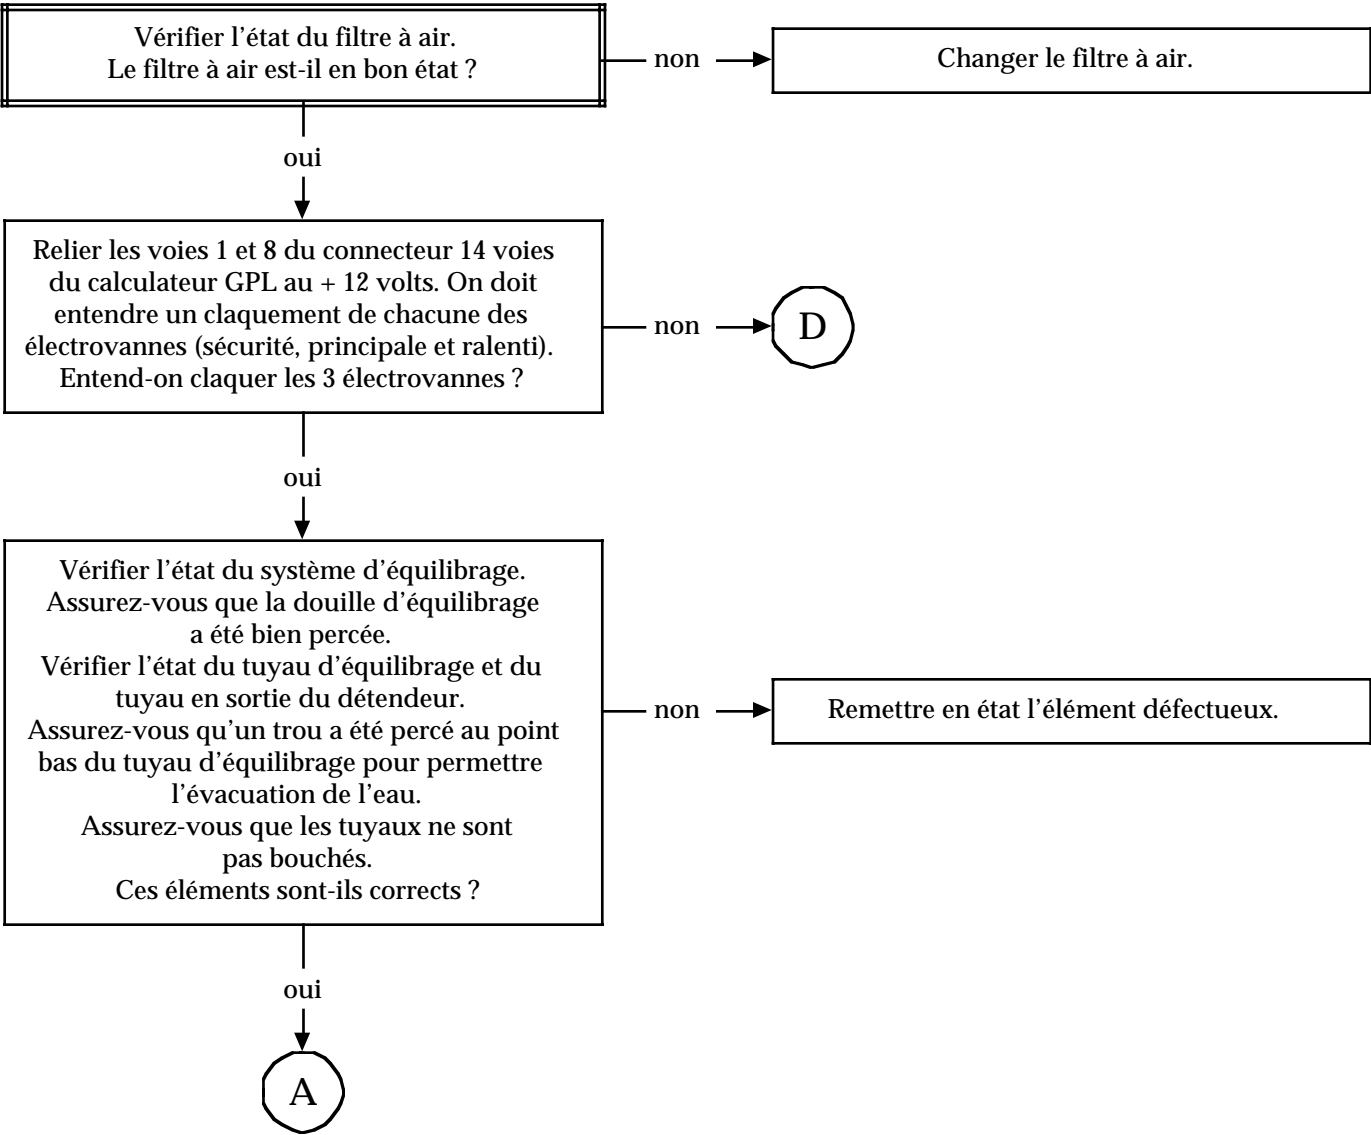 Vérifier l’état du filtre à air.
Le filtre à air est-il en bon état ?
non
Changer le filtre à air.
oui
Relier les voies 1 et 8 du connecteur 14 voies
du calculateur GPL au + 12 volts. On doit
entendre un claquement de chacune des
électrovannes (sécurité, principale et ralenti).
Entend-on claquer les 3 électrovannes ?
non
D
oui
Vérifier l’état du système d’équilibrage.
Assurez-vous que la douille d’équilibrage
a été bien percée.
Vérifier l’état du tuyau d’équilibrage et du
tuyau en sortie du détendeur.
Assurez-vous qu’un trou a été percé au point
bas du tuyau d’équilibrage pour permettre
l’évacuation de l’eau.
Assurez-vous que les tuyaux ne sont
pas bouchés.
Ces éléments sont-ils corrects ?
non
Remettre en état l’élément défectueux.
oui
A